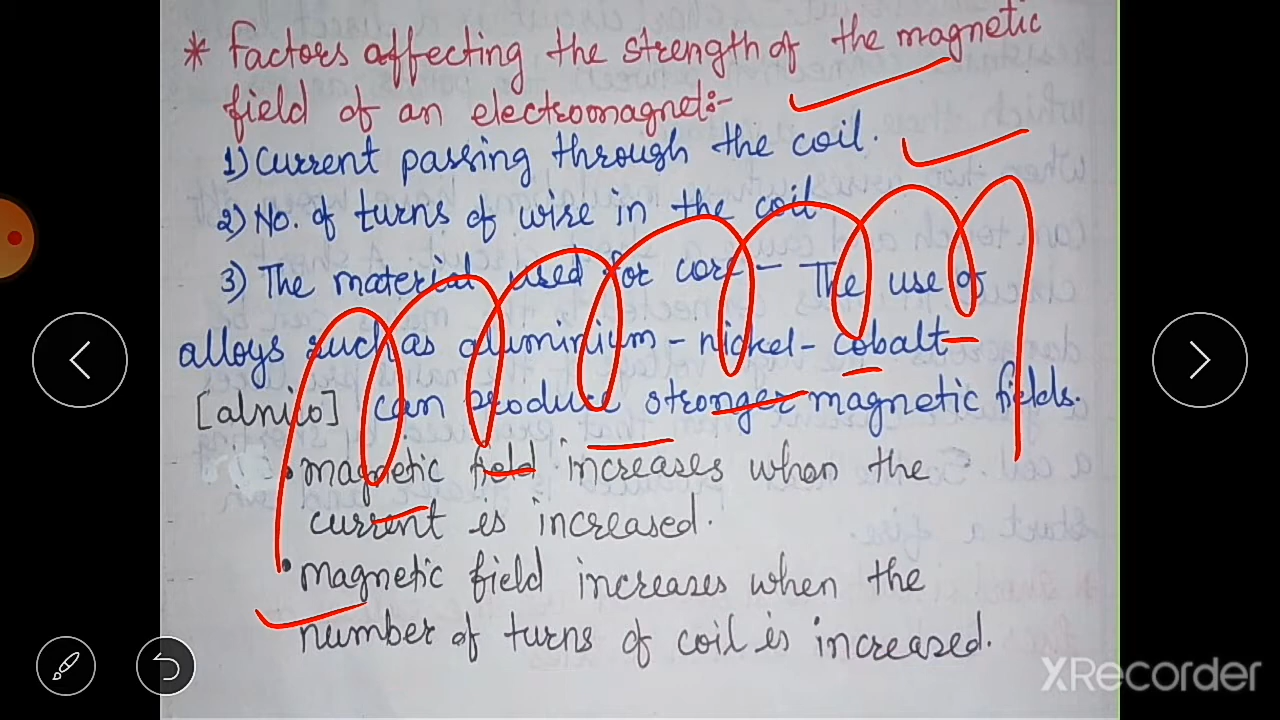 * Factors affecting the strength of the magnetic
field of an electromagnet:-
1) Current passing through the coil.
2) No. of turns of wire in the coil
3) The material used for core - The use of
alloys such as aluminium - nickel - cobalt
[alnico] can produce stronger magnetic fields.
• magnetic field increases when the
current is increased.
• magnetic field increases when the
number of turns of coil is increased.
XRecorder